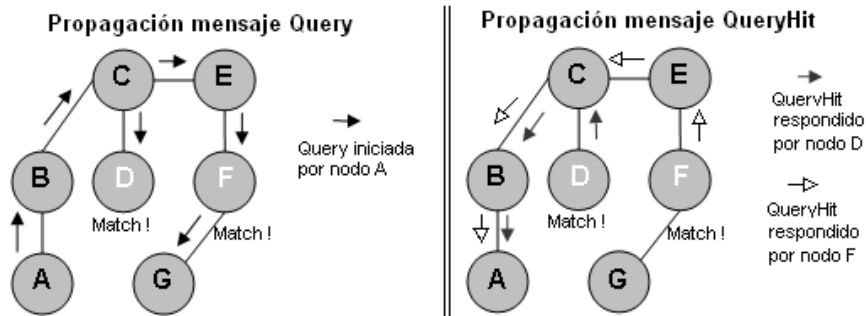 Propagación mensaje Query
C
E
B
D
F
Match !
Match !
A
G
Query iniciada
por nodo A
Propagación mensaje QueryHit
C
E
B
D
F
Match !
Match !
A
G
QueryHit
respondido
por nodo D
QueryHit
respondido
por nodo F